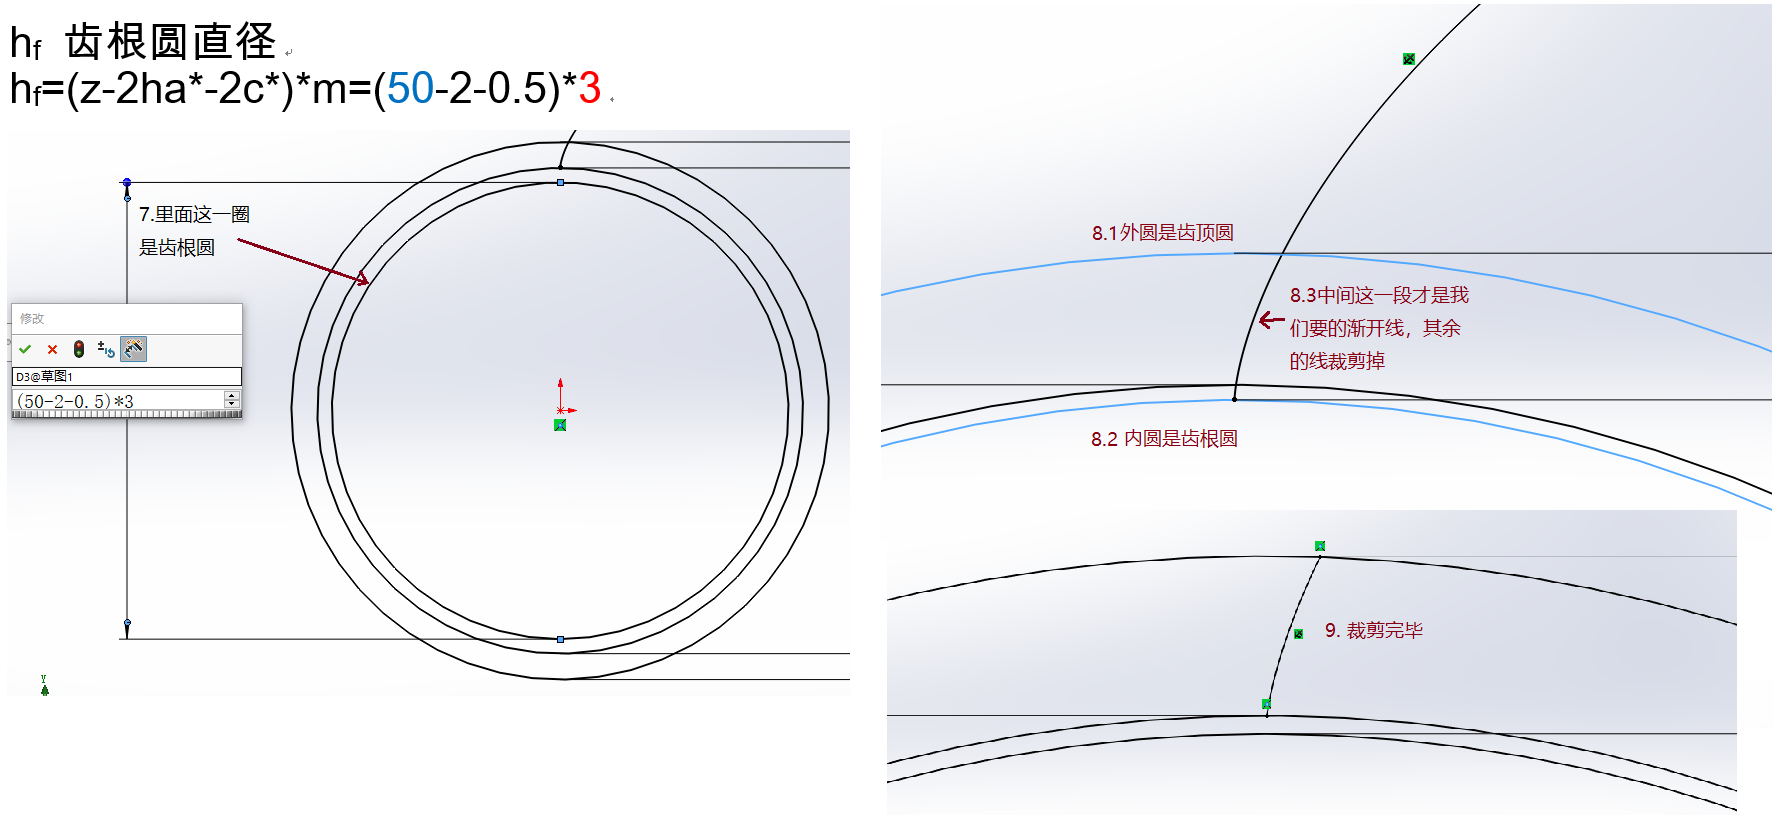 hf 齿根圆直径
hf=(z-2ha*-2c*)*m=(50-2-0.5)*3
7.里面这一圈
是齿根圆
修改
D3@草图1
(50-2-0.5)*3
Y
8.1外圆是齿顶圆
8.3中间这一段才是我
们要的渐开线，其余
的线裁剪掉
8.2 内圆是齿根圆
9. 裁剪完毕